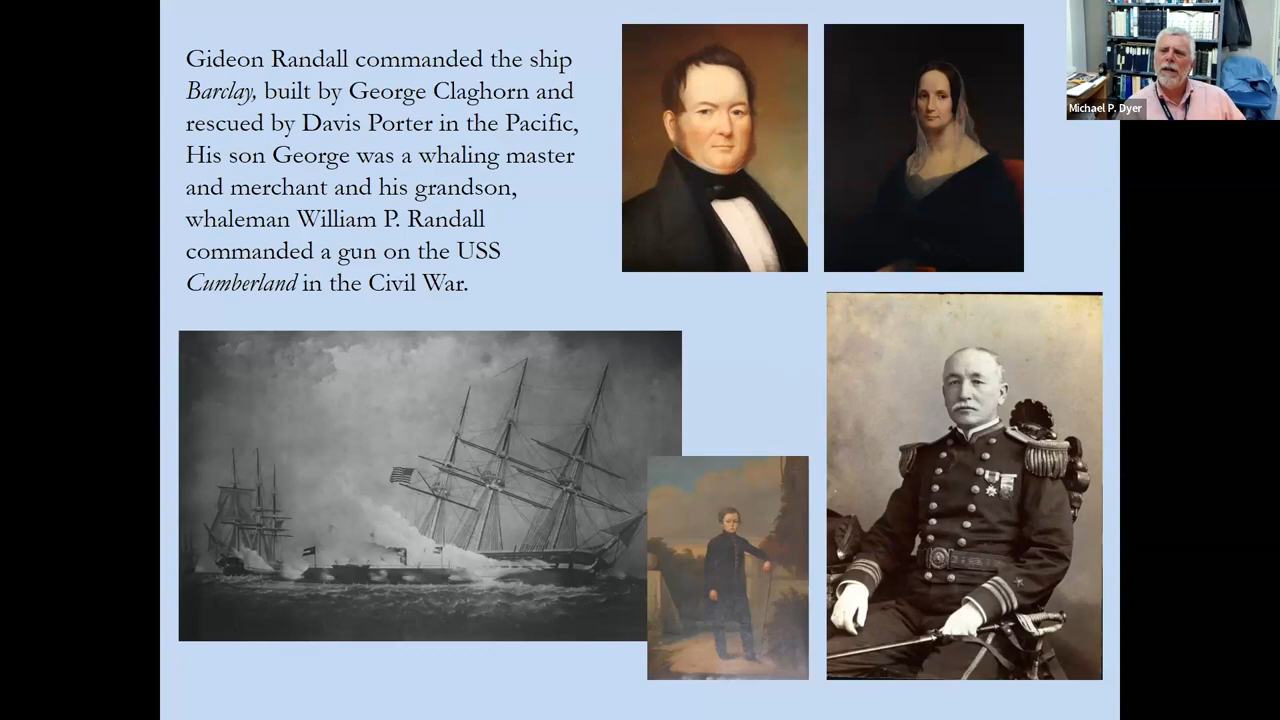 Gideon Randall commanded the ship
Barclay, built by George Claghorn and
rescued by Davis Porter in the Pacific,
His son George was a whaling master
and merchant and his grandson,
whaleman William P. Randall
commanded a gun on the USS
Cumberland in the Civil War.
Michael P. Dyer